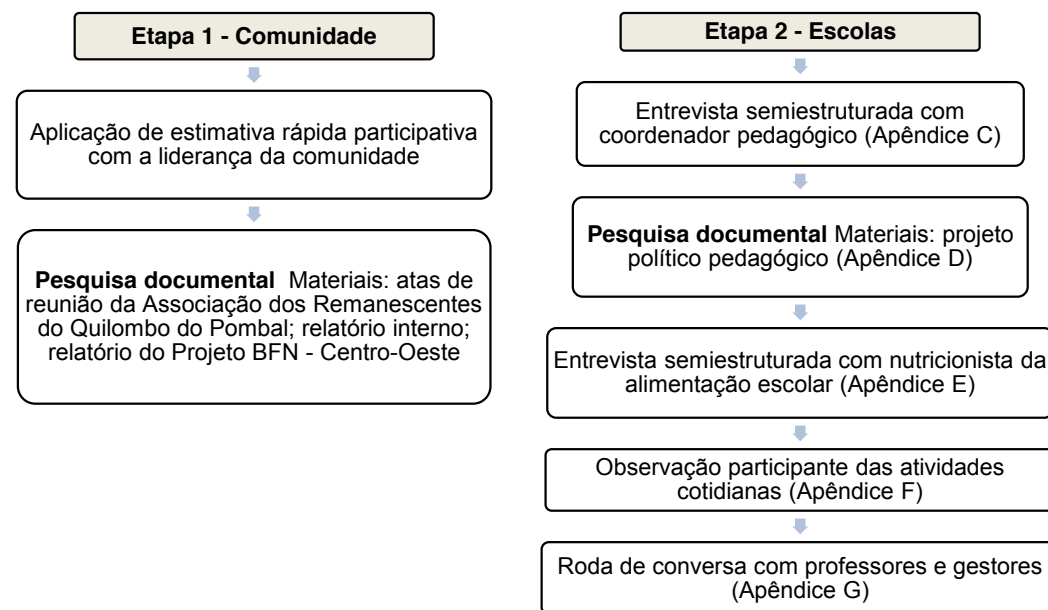 Etapa 1 - Comunidade
Aplicação de estimativa rápida participativa
com a liderança da comunidade
Pesquisa documental Materiais: atas de
reunião da Associação dos Remanescentes
do Quilombo do Pombal; relatório interno;
relatório do Projeto BFN - Centro-Oeste
Etapa 2 - Escolas
Entrevista semiestruturada com
coordenador pedagógico (Apêndice C)
Pesquisa documental Materiais: projeto
político pedagógico (Apêndice D)
Entrevista semiestruturada com nutricionista da
alimentação escolar (Apêndice E)
Observação participante das atividades
cotidianas (Apêndice F)
Roda de conversa com professores e gestores
(Apêndice G)